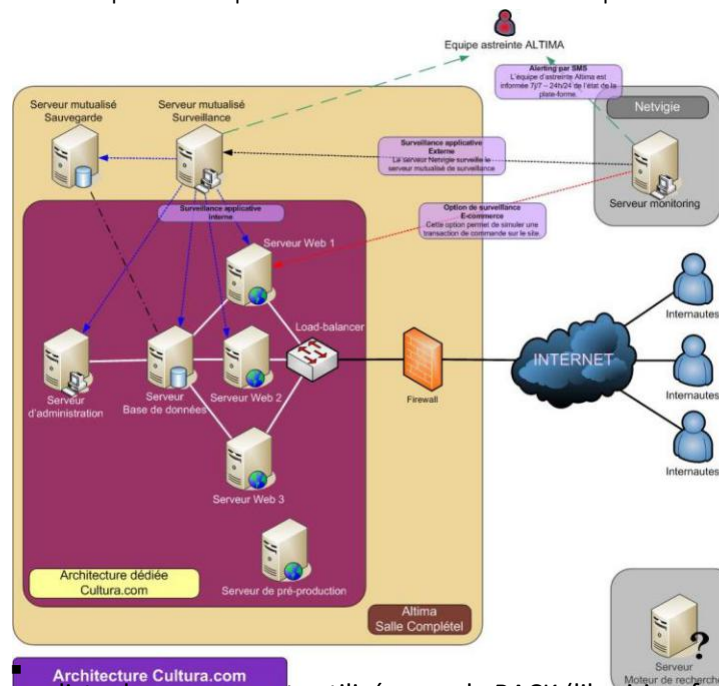 Equipe astreinte ALTIMA
Alerting par SMS
L'équipe d'astreinte Altima est
informée 7j/7 – 24h/24 de l'état de la
plate-forme.
Serveur mutualisé
Sauvegarde
Serveur mutualisé
Surveillance
Netvigie
Surveillance applicative
Externe
Le serveur Netvigie surveille le
serveur mutualisé de surveillance
Serveur monitoring
Surveillance applicative
Interne
Option de surveillance
E-commerce
Cette option permet de simuler une
transaction de commande sur le site.
Serveur Web 1
Internautes
Load-balancer
INTERNET
Serveur
d'administration
Serveur
Base de données
Serveur Web 2
Firewall
Internautes
Serveur Web 3
Internautes
Architecture dédiée
Cultura.com
Serveur de pré-production
Altima
Salle Complétel
?
Serveur
Moteur de recherche
Architecture Cultura.com